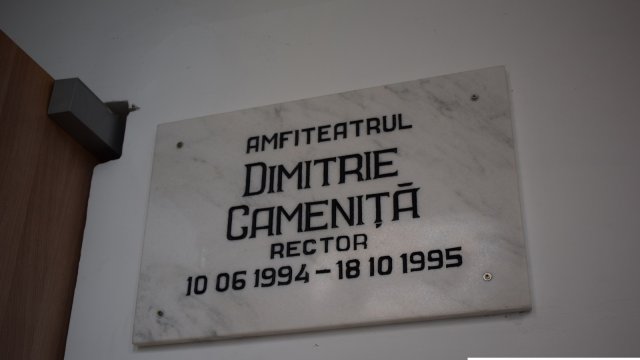 AMFITEATRUL
DIMITRIE
CAMENIȚĂ
RECTOR
10 06 1994 – 18 10 1995